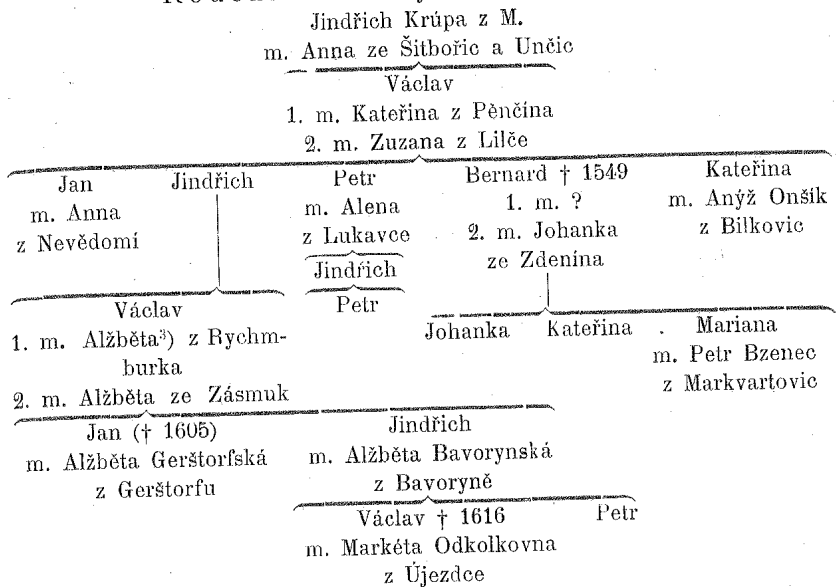 Jindřich Krúpa z M.
m. Anna ze Šitbořic a Unčic
Václav
1. m. Kateřina z Pěnčína
2. m. Zuzana z Lilče
Jan Jindřich Petr Bernard † 1549 Kateřina
m. Anna m. Alena 1. m. ? m. Anýž Onšík
z Nevědomí z Lukavce 2. m. Johanka z Bílkovic
Jindřich ze Zdenína
Václav Petr Johanka Kateřina Mariana
1. m. Alžběta³) z Rychm-
burka m. Petr Bzenec
2. m. Alžběta ze Zásmuk z Markvartovic
Jan († 1605) Jindřich
m. Alžběta Gerštorfská m. Alžběta Bavorynská
z Gerštorfu z Bavoryně
Václav † 1616 Petr
m. Markéta Odkolkovna
z Újezdce